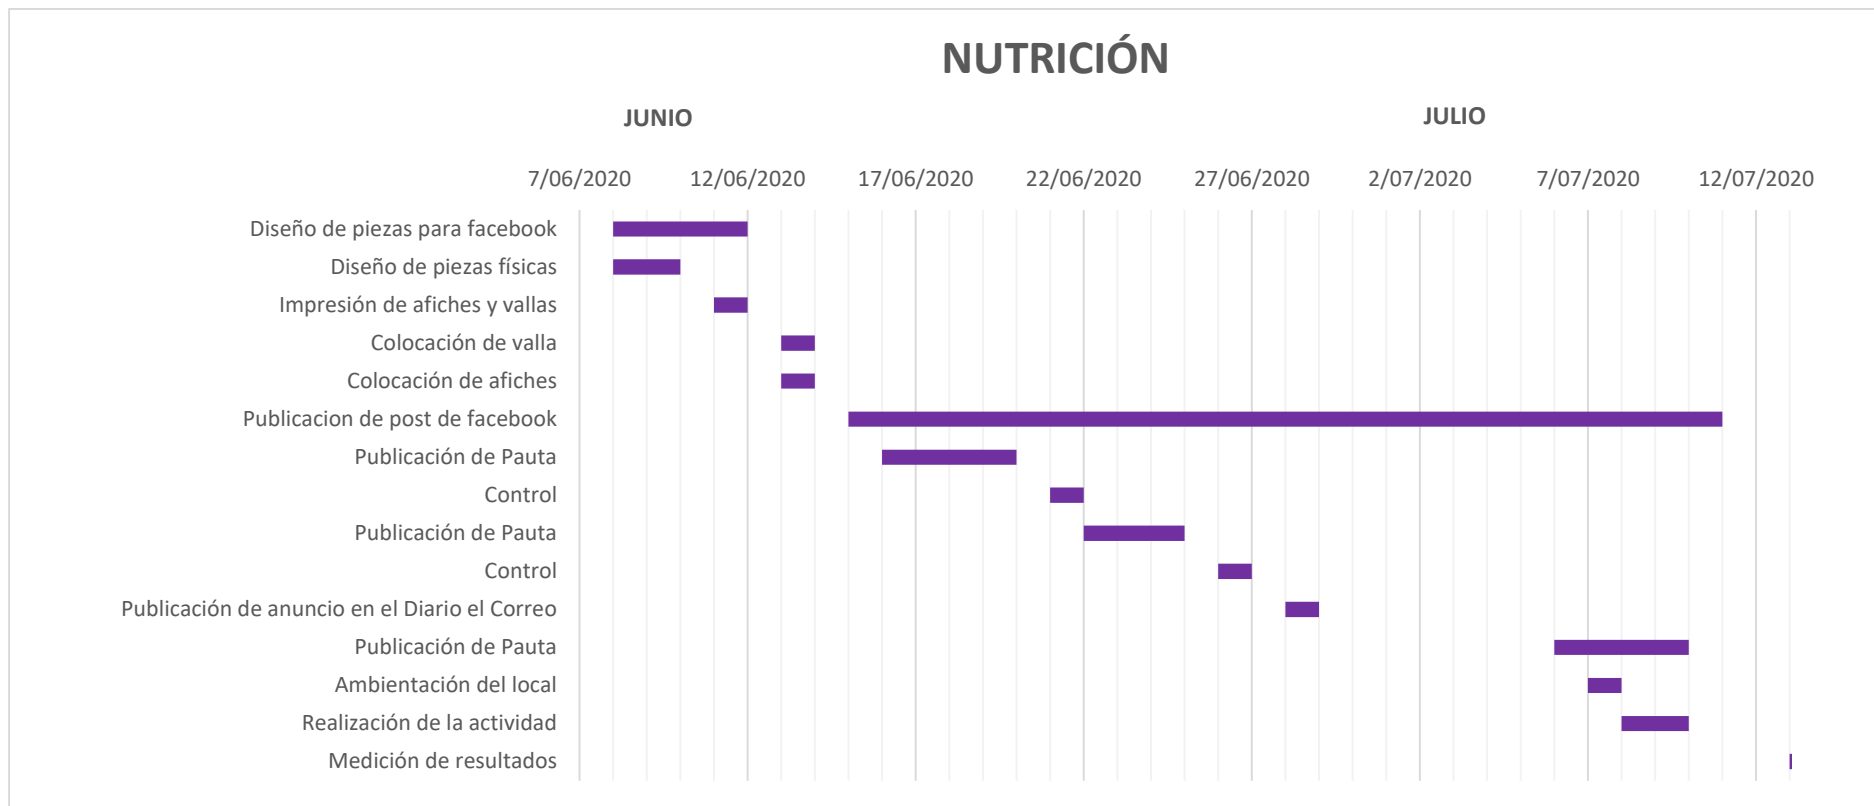 NUTRICIÓN
JUNIO
JULIO
7/06/2020
12/06/2020
17/06/2020
22/06/2020
27/06/2020
2/07/2020
7/07/2020
12/07/2020
Diseño de piezas para facebook
Diseño de piezas físicas
Impresión de afiches y vallas
Colocación de valla
Colocación de afiches
Publicacion de post de facebook
Publicación de Pauta
Control
Publicación de Pauta
Control
Publicación de anuncio en el Diario el Correo
Publicación de Pauta
Ambientación del local
Realización de la actividad
Medición de resultados